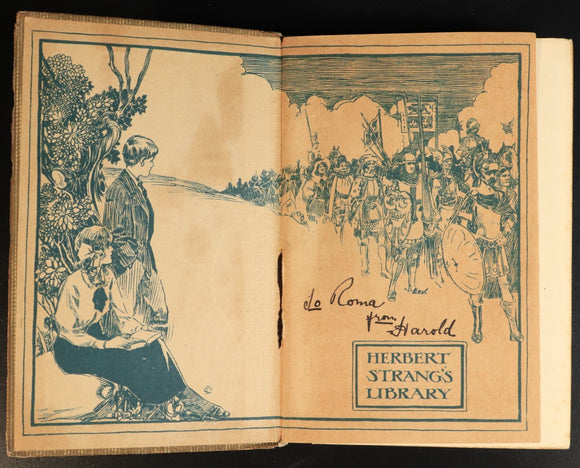 To Roma
from Harold
HERBERT
STRANG'S
LIBRARY